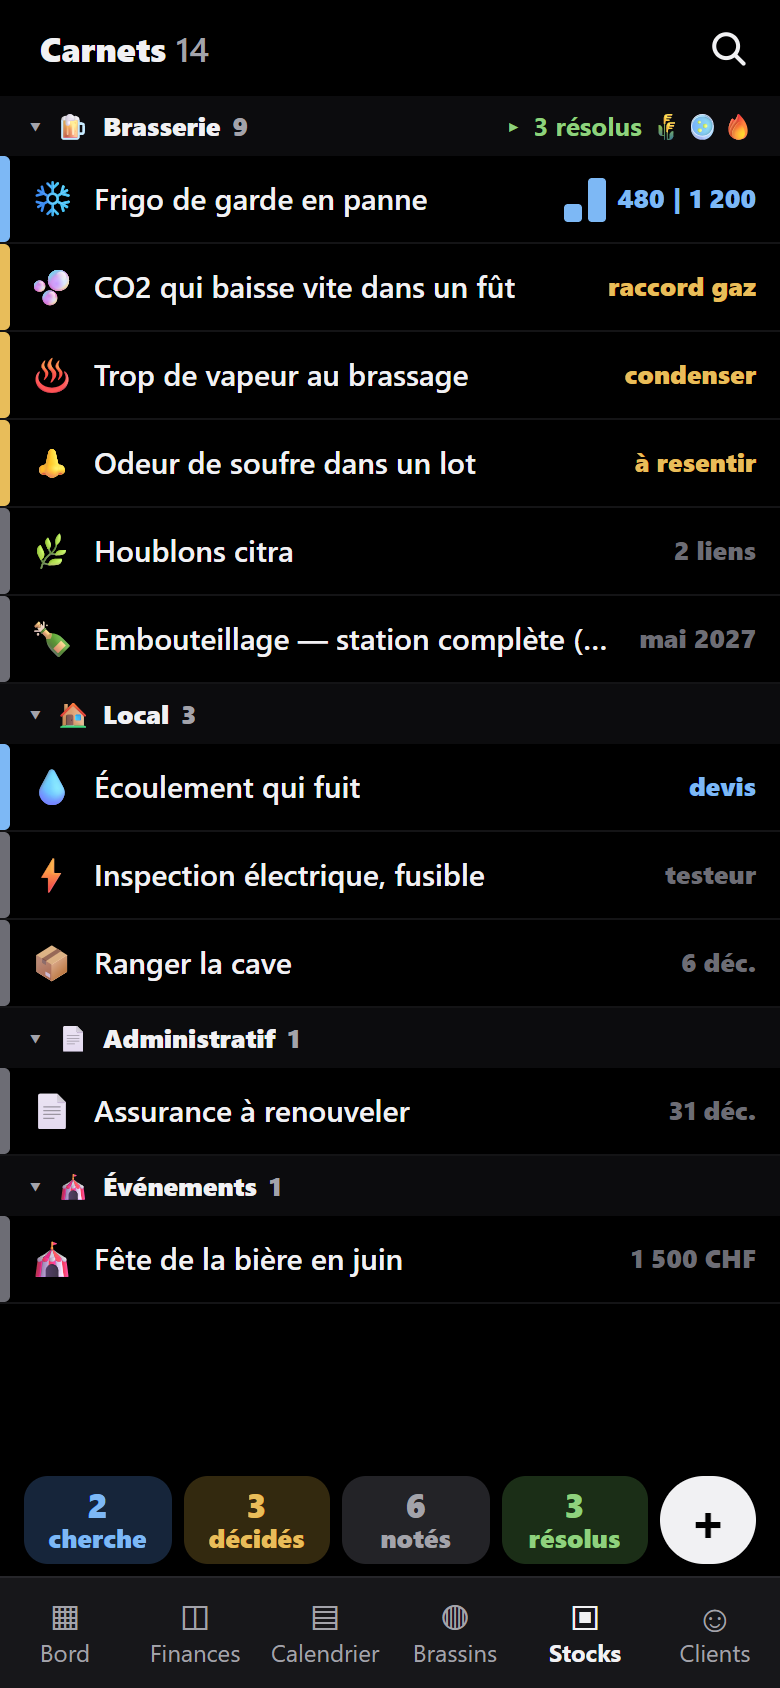 Carnets 14
Brasserie 9 ▸ 3 résolus
Frigo de garde en panne 480 | 1 200
CO2 qui baisse vite dans un fût raccord gaz
Trop de vapeur au brassage condenser
Odeur de soufre dans un lot à resentir
Houblons citra 2 liens
Embouteillage — station complète (... mai 2027
Local 3
Écoulement qui fuit devis
Inspection électrique, fusible testeur
Ranger la cave 6 déc.
Administratif 1
Assurance à renouveler 31 déc.
Événements 1
Fête de la bière en juin 1 500 CHF
2 3 6 3 +
cherche décidés notés résolus
Bord Finances Calendrier Brassins Stocks Clients